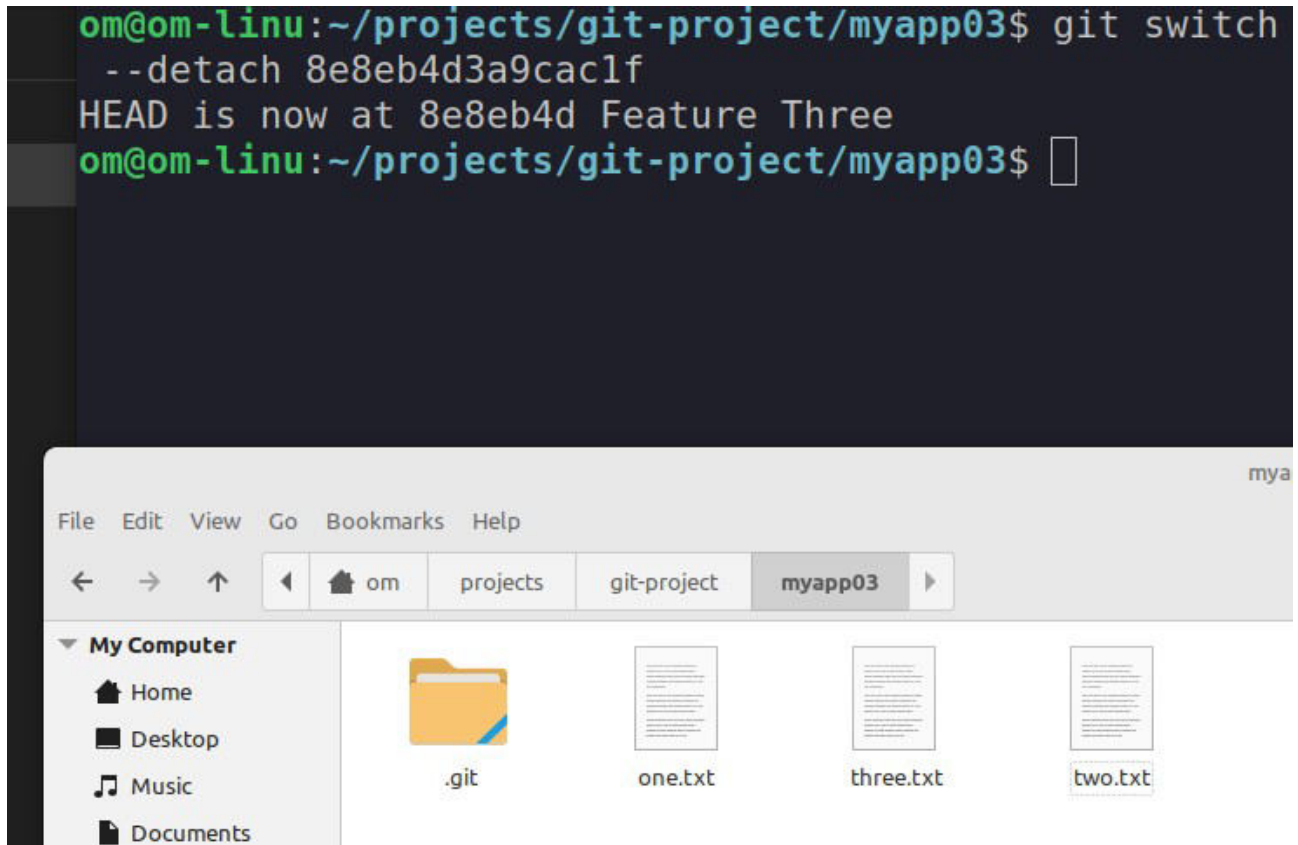 om@om-linu:~/projects/git-project/myapp03$ git switch
--detach 8e8eb4d3a9cac1f
HEAD is now at 8e8eb4d Feature Three
om@om-linu:~/projects/git-project/myapp03$
mya
File Edit View Go Bookmarks Help
om projects git-project myapp03
My Computer
Home
Desktop
Music
Documents
.git one.txt three.txt two.txt